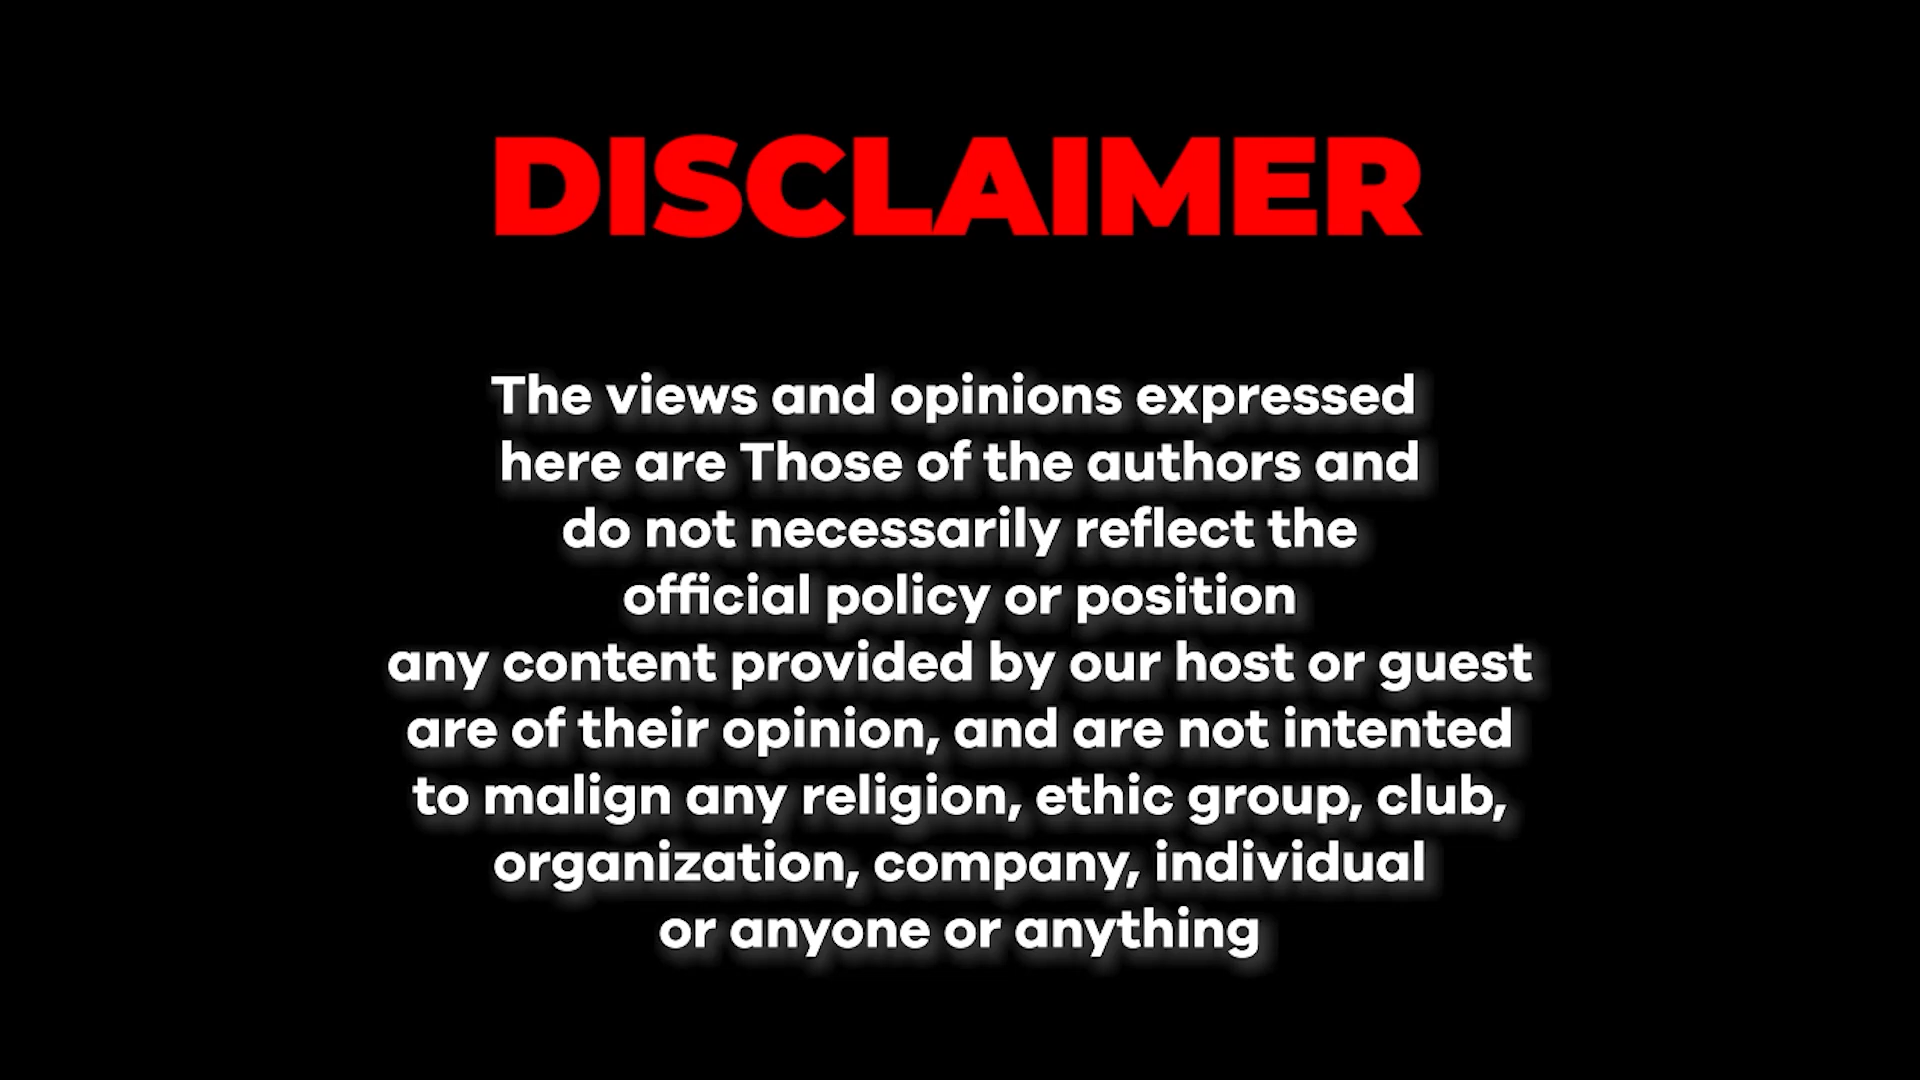 DISCLAIMER
The views and opinions expressed
here are Those of the authors and
do not necessarily reflect the
official policy or position
any content provided by our host or guest
are of their opinion, and are not intented
to malign any religion, ethic group, club,
organization, company, individual
or anyone or anything